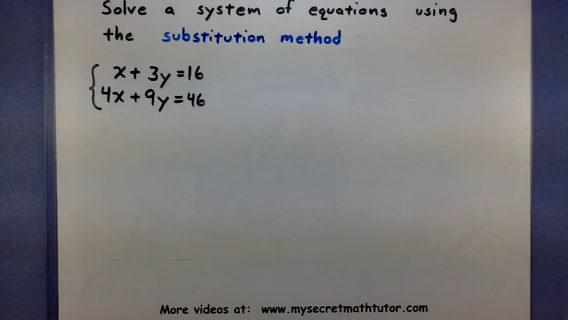 Solve a system of equations using
the substitution method
x + 3y = 16
4x + 9y = 46
More videos at: www.mysecretmathtutor.com